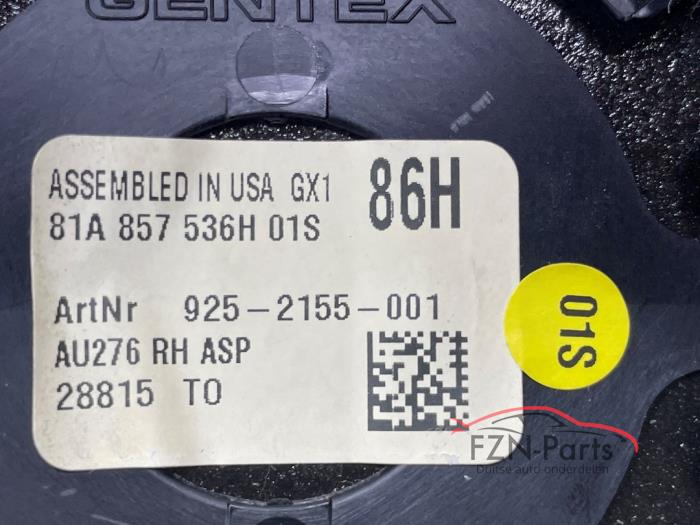 GENTEX
ASSEMBLED IN USA GX1
86H
81A 857 536H 01S
ArtNr 925-2155-001
AU276 RH ASP
28815 TO
01S
FZN-Parts
Duitse auto onderdelen